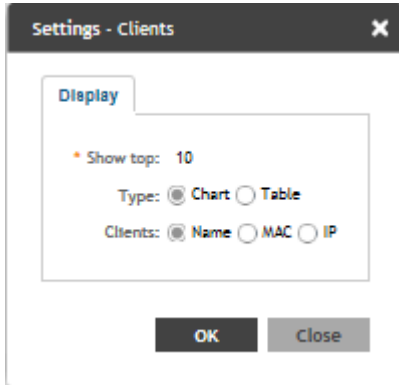 Settings - Clients
Display
* Show top: 10
Type: Chart Table
Clients: Name MAC IP
OK Close